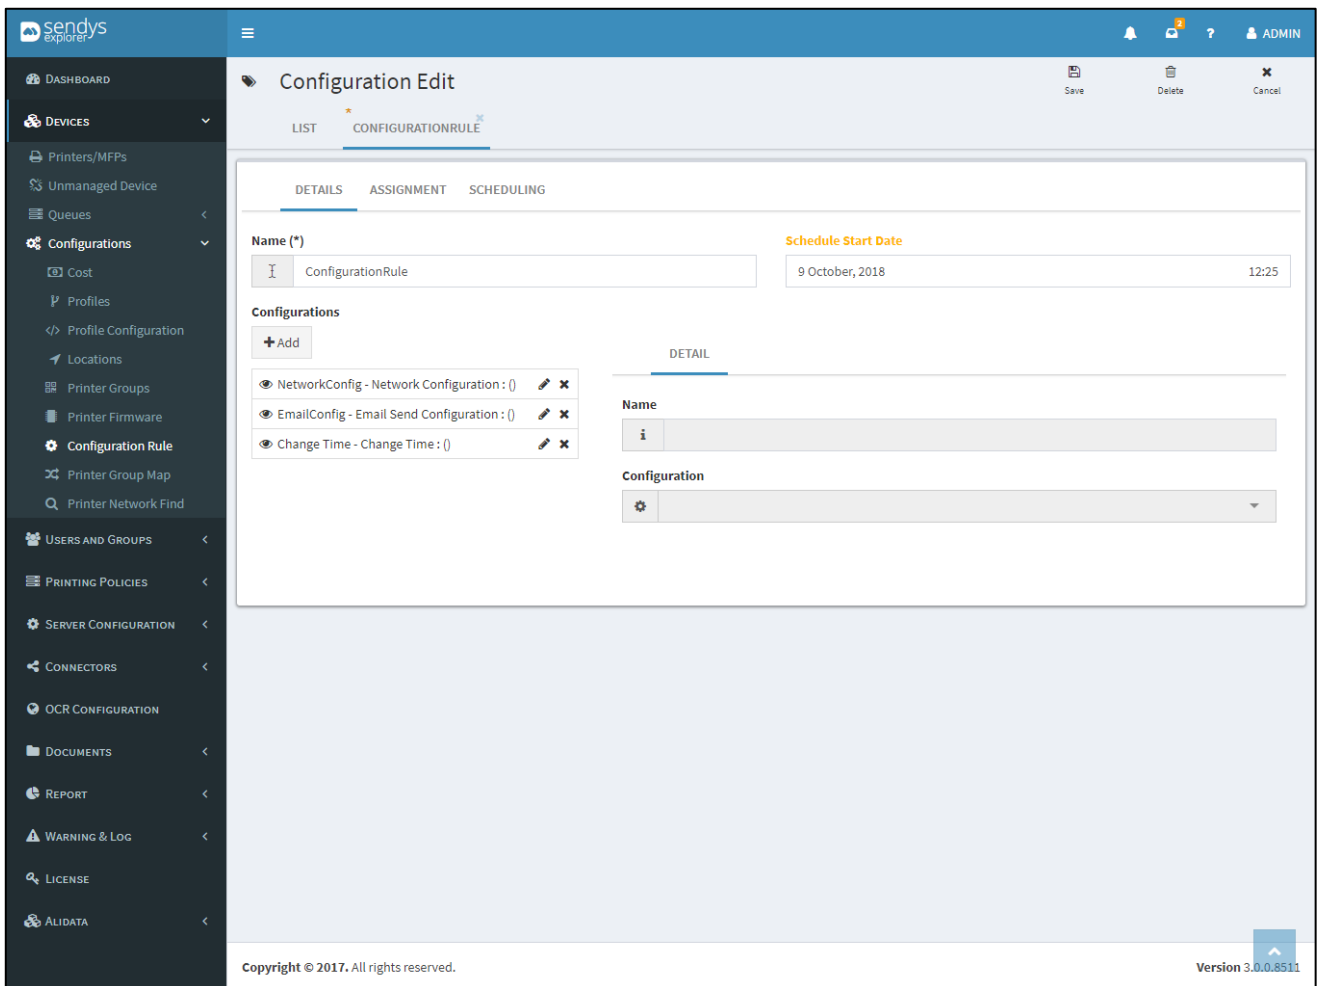 sendys
explorer
2
?
ADMIN
DASHBOARD
DEVICES
Printers/MFPs
Unmanaged Device
Queues
Configurations
Cost
Profiles
Profile Configuration
Locations
Printer Groups
Printer Firmware
Configuration Rule
Printer Group Map
Printer Network Find
USERS AND GROUPS
PRINTING POLICIES
SERVER CONFIGURATION
CONNECTORS
OCR CONFIGURATION
DOCUMENTS
REPORT
WARNING & LOG
LICENSE
ALIDATA
Configuration Edit
Save
Delete
Cancel
LIST
* CONFIGURATIONRULE
DETAILS ASSIGNMENT SCHEDULING
Name (*)
ConfigurationRule
Schedule Start Date
9 October, 2018 12:25
Configurations
+ Add
NetworkConfig - Network Configuration : ()
EmailConfig - Email Send Configuration : ()
Change Time - Change Time : ()
DETAIL
Name
Configuration
Copyright © 2017. All rights reserved.
Version 3.0.0.8511